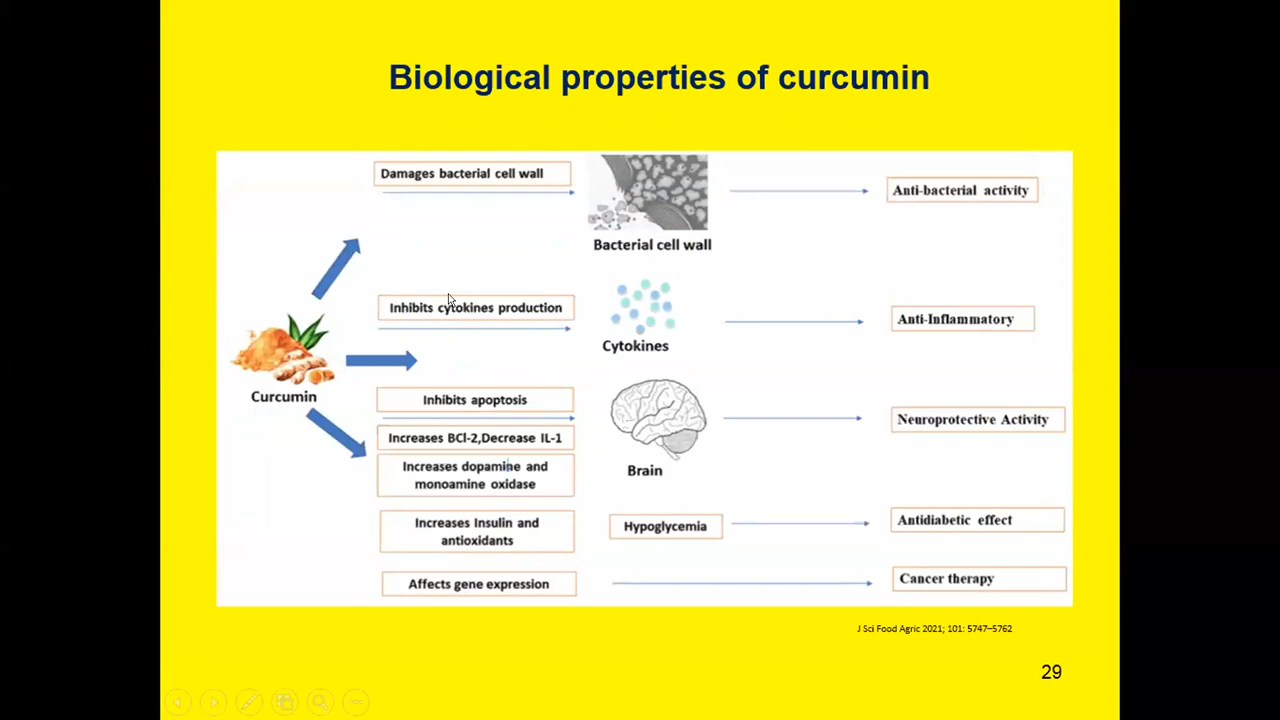 Biological properties of curcumin
Damages bacterial cell wall
Bacterial cell wall
Anti-bacterial activity
Inhibits cytokines production
Cytokines
Anti-Inflammatory
Curcumin
Inhibits apoptosis
Increases BCl-2,Decrease IL-1
Increases dopamine and
monoamine oxidase
Brain
Neuroprotective Activity
Increases Insulin and
antioxidants
Hypoglycemia
Antidiabetic effect
Affects gene expression
Cancer therapy
J Sci Food Agric 2021; 101: 5747–5762
29